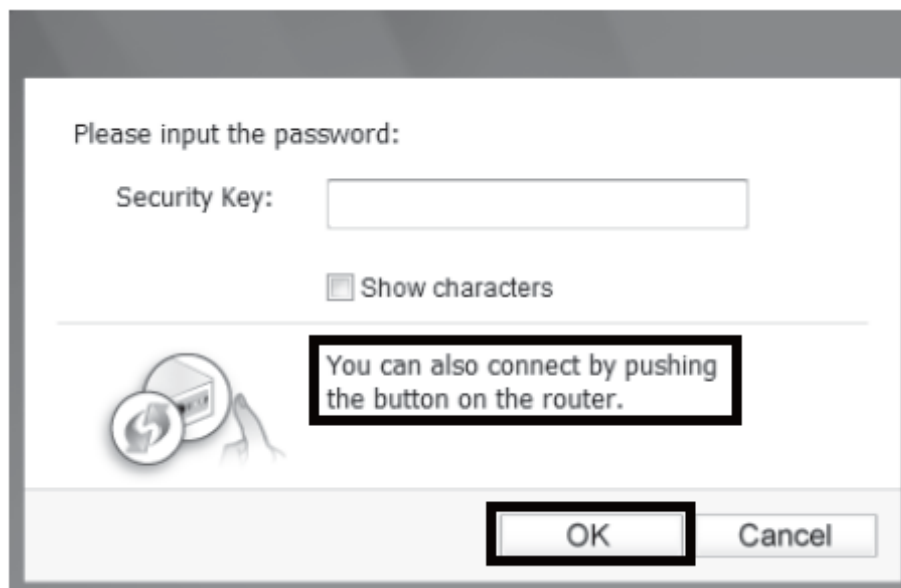 Please input the password:
Security Key:
Show characters
You can also connect by pushing
the button on the router.
OK
Cancel